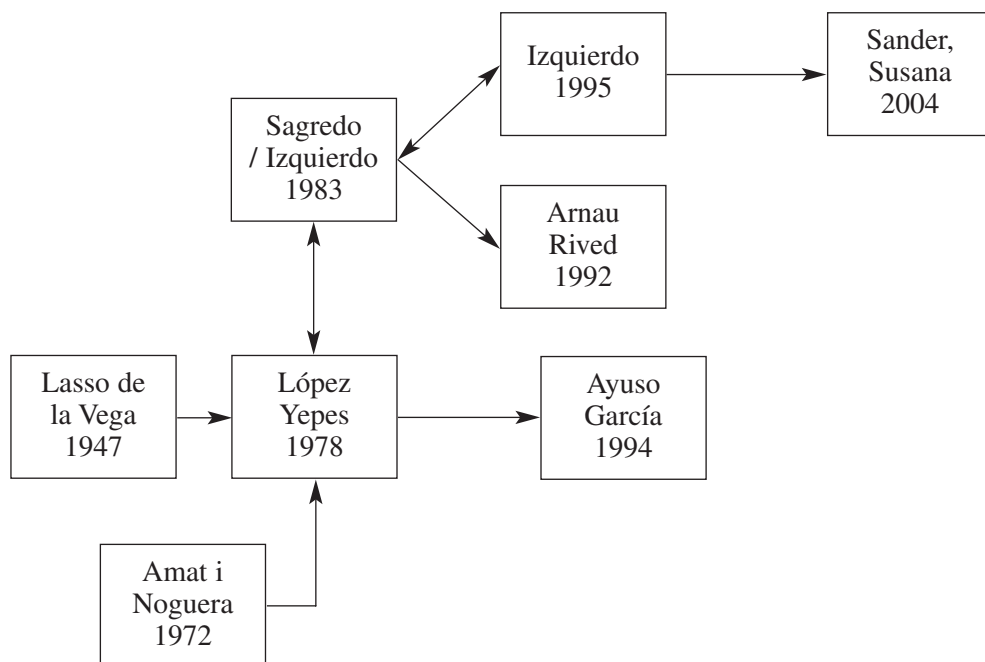 Izquierdo
1995
Sander,
Susana
2004
Sagredo
/ Izquierdo
1983
Arnau
Rived
1992
Lasso de
la Vega
1947
López
Yepes
1978
Ayuso
García
1994
Amat i
Noguera
1972